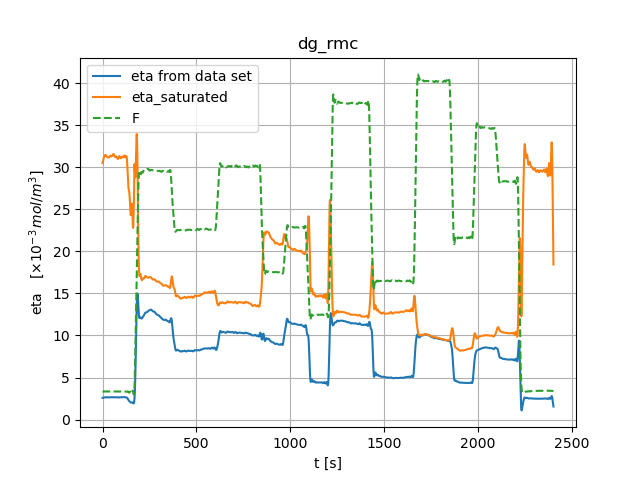 dg_rmc
eta from data set
eta_saturated
F
40
35
30
25
20
15
10
5
0
eta [×10⁻³ mol/m³]
0
500
1000
1500
2000
2500
t [s]